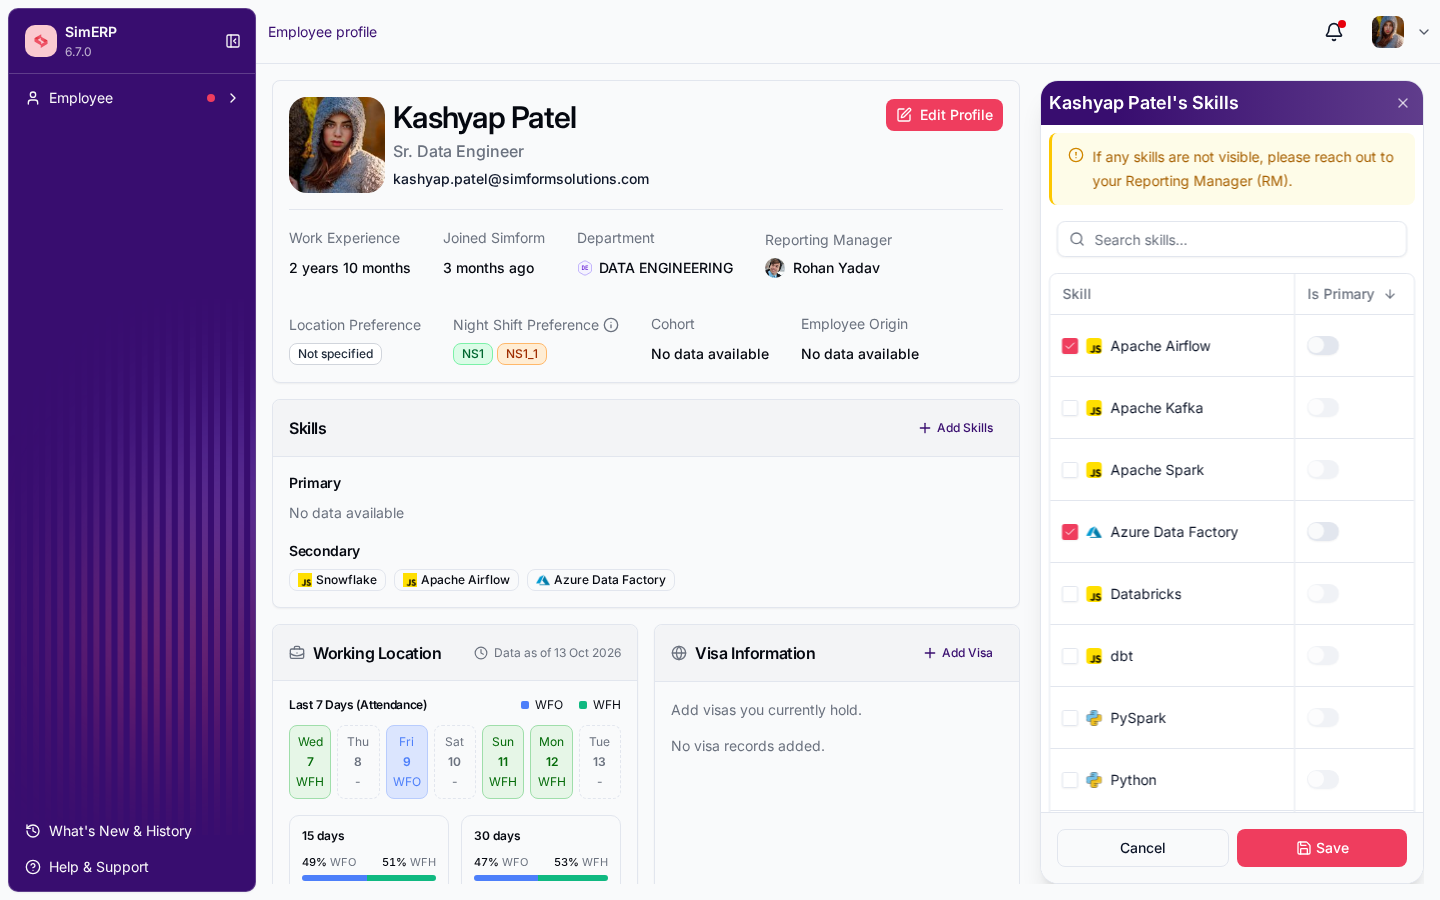 SimERP
6.7.0
Employee
What's New & History
Help & Support
Employee profile
Kashyap Patel
Edit Profile
Sr. Data Engineer
kashyap.patel@simformsolutions.com
Work Experience
2 years 10 months
Joined Simform
3 months ago
Department
DE DATA ENGINEERING
Reporting Manager
Rohan Yadav
Location Preference
Not specified
Night Shift Preference
NS1 NS1_1
Cohort
No data available
Employee Origin
No data available
Skills
Add Skills
Primary
No data available
Secondary
JS Snowflake
JS Apache Airflow
Azure Data Factory
Working Location
Data as of 13 Oct 2026
Last 7 Days (Attendance)
WFO WFH
Wed
7
WFH
Thu
8
-
Fri
9
WFO
Sat
10
-
Sun
11
WFH
Mon
12
WFH
Tue
13
-
15 days
49% WFO 51% WFH
30 days
47% WFO 53% WFH
Visa Information
Add Visa
Add visas you currently hold.
No visa records added.
Kashyap Patel's Skills
If any skills are not visible, please reach out to
your Reporting Manager (RM).
Search skills...
Skill Is Primary
JS Apache Airflow
JS Apache Kafka
JS Apache Spark
Azure Data Factory
JS Databricks
JS dbt
PySpark
Python
Cancel
Save